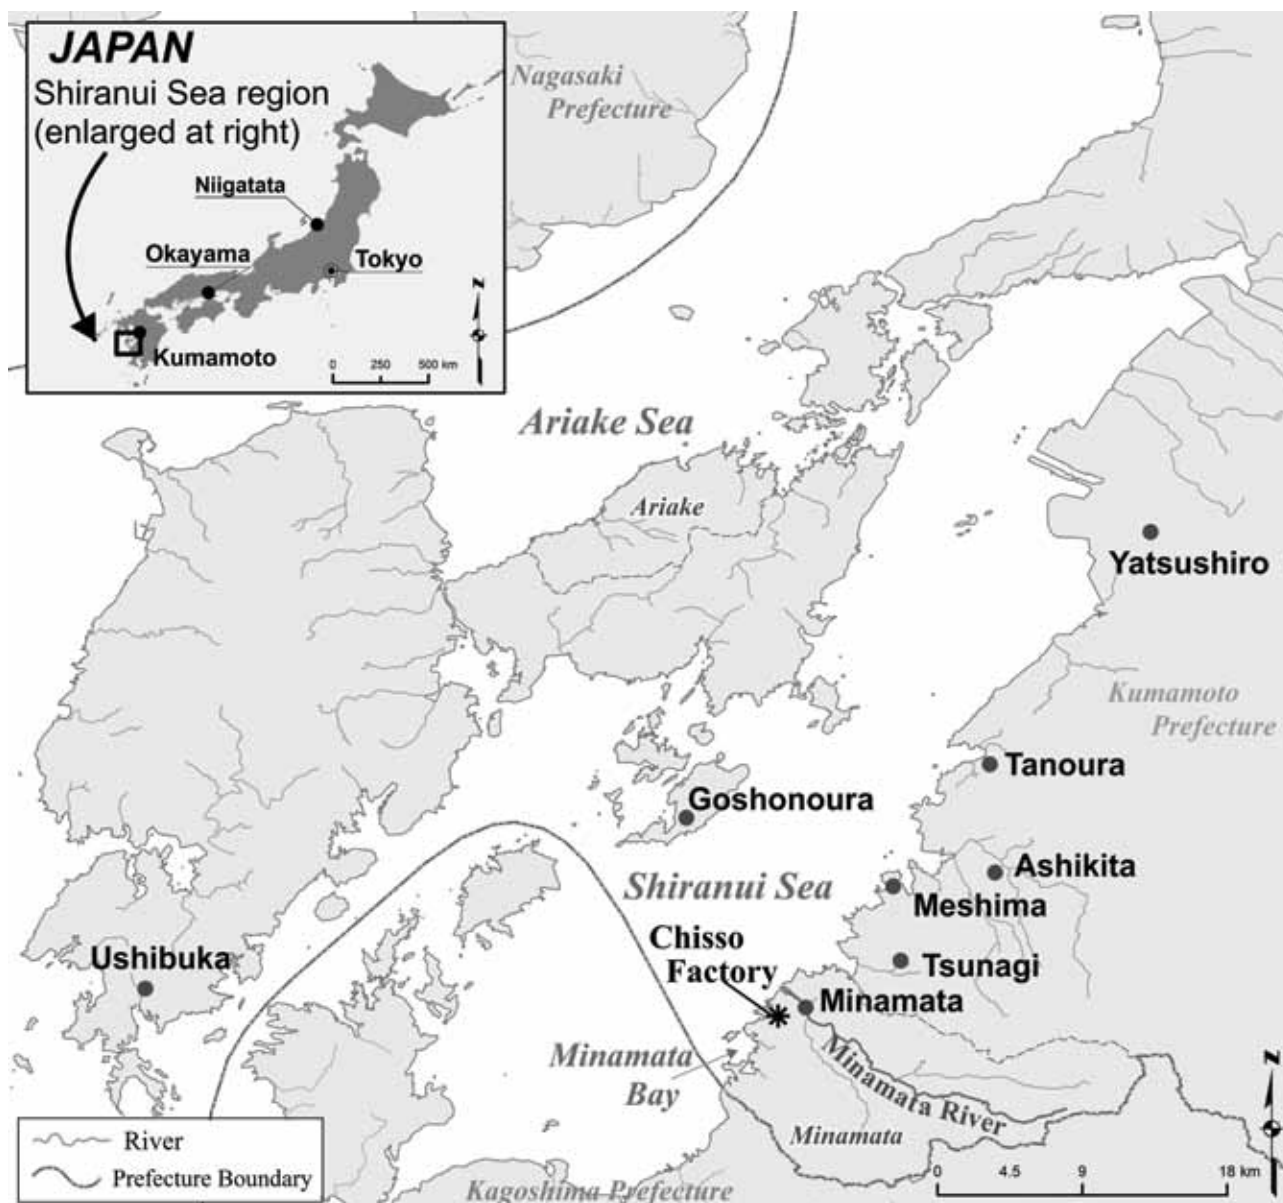 JAPAN
Shiranui Sea region
(enlarged at right)
Niigatata
Okayama
Tokyo
Kumamoto
N
0 250 500 km
Nagasaki
Prefecture
Ariake Sea
Ariake
Yatsushiro
Kumamoto
Prefecture
Tanoura
Goshonoura
Ashikita
Shiranui Sea
Meshima
Chisso
Factory
Tsunagi
Ushibuka
Minamata
Minamata
Bay
Minamata River
Minamata
N
River
Prefecture Boundary
Kagoshima Prefecture
0 4.5 9 18 km